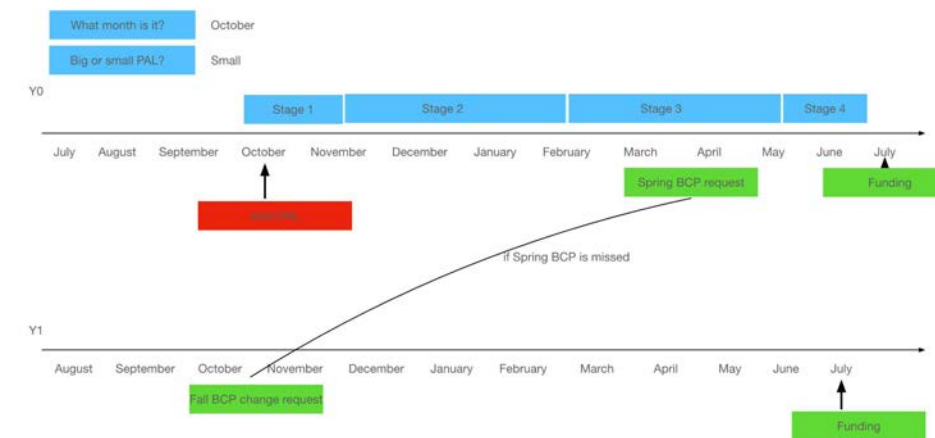 What month is it? October
Big or small PAL? Small
Y0
Stage 1 Stage 2 Stage 3 Stage 4
July August September October November December January February March April May June July
Spring BCP request Funding
if Spring BCP is missed
Y1
August September October November December January February March April May June July
Fall BCP change request
Funding